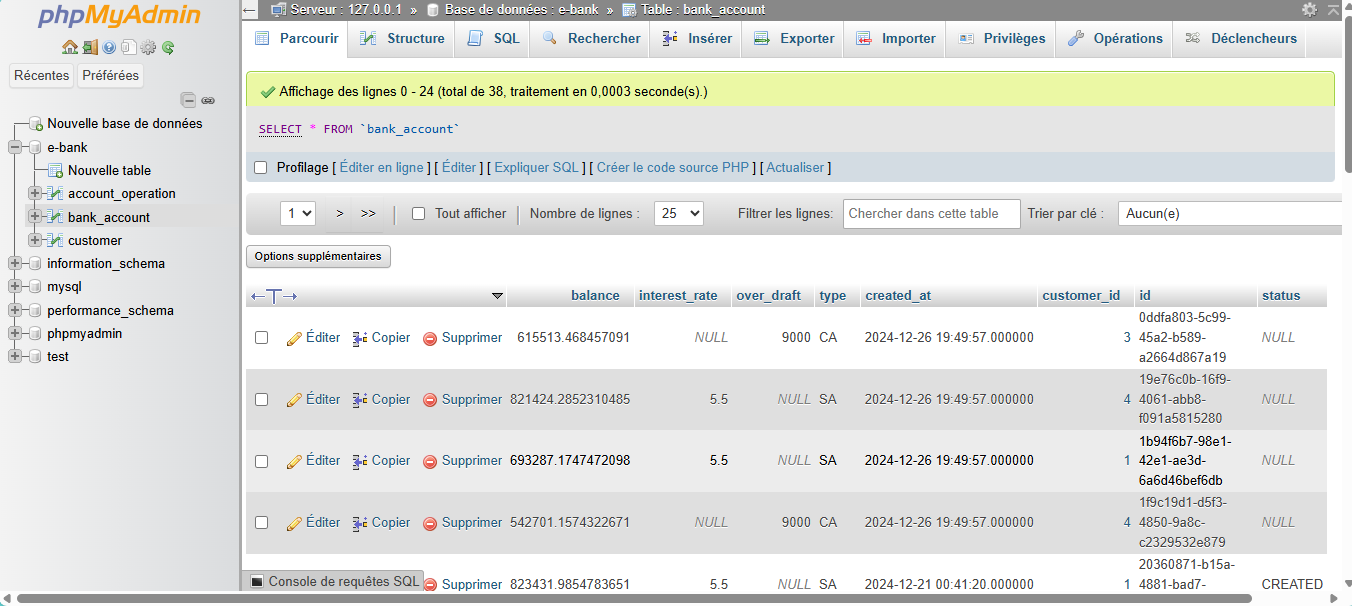 phpMyAdmin
Récentes Préférées
Nouvelle base de données
e-bank
Nouvelle table
account_operation
bank_account
customer
information_schema
mysql
performance_schema
phpmyadmin
test
Serveur : 127.0.0.1 » Base de données : e-bank » Table : bank_account
Parcourir Structure SQL Rechercher Insérer Exporter Importer Privilèges Opérations Déclencheurs
Affichage des lignes 0 - 24 (total de 38, traitement en 0,0003 seconde(s).)
SELECT * FROM `bank_account`
Profilage [ Éditer en ligne ] [ Éditer ] [ Expliquer SQL ] [ Créer le code source PHP ] [ Actualiser ]
1 > >> | Tout afficher | Nombre de lignes : 25 Filtrer les lignes: Chercher dans cette table Trier par clé : Aucun(e)
Options supplémentaires
←T→ balance interest_rate over_draft type created_at customer_id id status
Éditer Copier Supprimer 615513.468457091 NULL 9000 CA 2024-12-26 19:49:57.000000 3 0ddfa803-5c99-
45a2-b589-
a2664d867a19 NULL
Éditer Copier Supprimer 821424.2852310485 5.5 NULL SA 2024-12-26 19:49:57.000000 4 19e76c0b-16f9-
4061-abb8-
f091a5815280 NULL
Éditer Copier Supprimer 693287.1747472098 5.5 NULL SA 2024-12-26 19:49:57.000000 1 1b94f6b7-98e1-
42e1-ae3d-
6a6d46bef6db NULL
Éditer Copier Supprimer 542701.1574322671 NULL 9000 CA 2024-12-26 19:49:57.000000 4 1f9c19d1-d5f3-
4850-9a8c-
c2329532e879 NULL
Supprimer 823431.9854783651 5.5 NULL SA 2024-12-21 00:41:20.000000 1 20360871-b15a-
4881-bad7- CREATED
Console de requêtes SQL